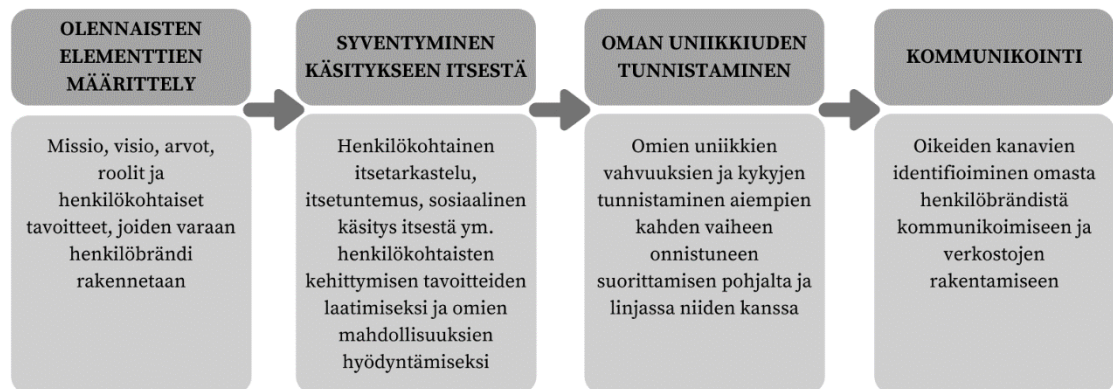 OLENNAISTEN
ELEMENTTIEN
MÄÄRITTELY
Missio, visio, arvot,
roolit ja
henkilökohtaiset
tavoitteet, joiden varaan
henkilöbrändi
rakennetaan
SYVENTYMINEN
KÄSITYKSEEN ITSESTÄ
Henkilökohtainen
itsetarkastelu,
itsetuntemus, sosiaalinen
käsitys itsestä ym.
henkilökohtaisten
kehittymisen tavoitteiden
laatimiseksi ja omien
mahdollisuuksien
hyödyntämiseksi
OMAN UNIIKKIUDEN
TUNNISTAMINEN
Omien uniikkien
vahvuuksien ja kykyjen
tunnistaminen aiempien
kahden vaiheen
onnistuneen
suorittamisen pohjalta ja
linjassa niiden kanssa
KOMMUNIKOINTI
Oikeiden kanavien
identifioiminen omasta
henkilöbrändistä
kommunikoimiseen ja
verkostojen
rakentamiseen